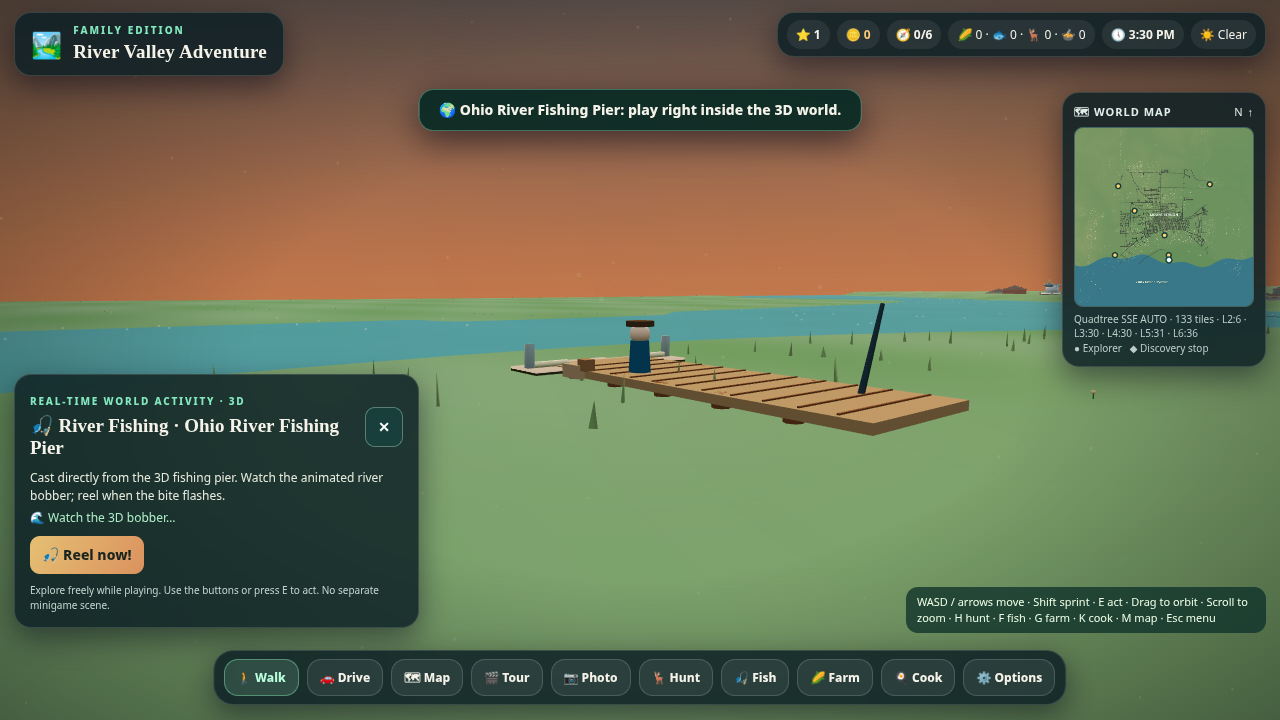 FAMILY EDITION
River Valley Adventure
1
0
0/6
0 · 0 · 0 · 0
3:30 PM
Clear
Ohio River Fishing Pier: play right inside the 3D world.
WORLD MAP
N ↑
Quadtree SSE AUTO · 133 tiles · L2:6 ·
L3:30 · L4:30 · L5:31 · L6:36
● Explorer ◆ Discovery stop
REAL-TIME WORLD ACTIVITY · 3D
River Fishing · Ohio River Fishing
Pier
×
Cast directly from the 3D fishing pier. Watch the animated river
bobber; reel when the bite flashes.
Watch the 3D bobber...
Reel now!
Explore freely while playing. Use the buttons or press E to act. No separate
minigame scene.
WASD / arrows move · Shift sprint · E act · Drag to orbit · Scroll to
zoom · H hunt · F fish · G farm · K cook · M map · Esc menu
Walk
Drive
Map
Tour
Photo
Hunt
Fish
Farm
Cook
Options